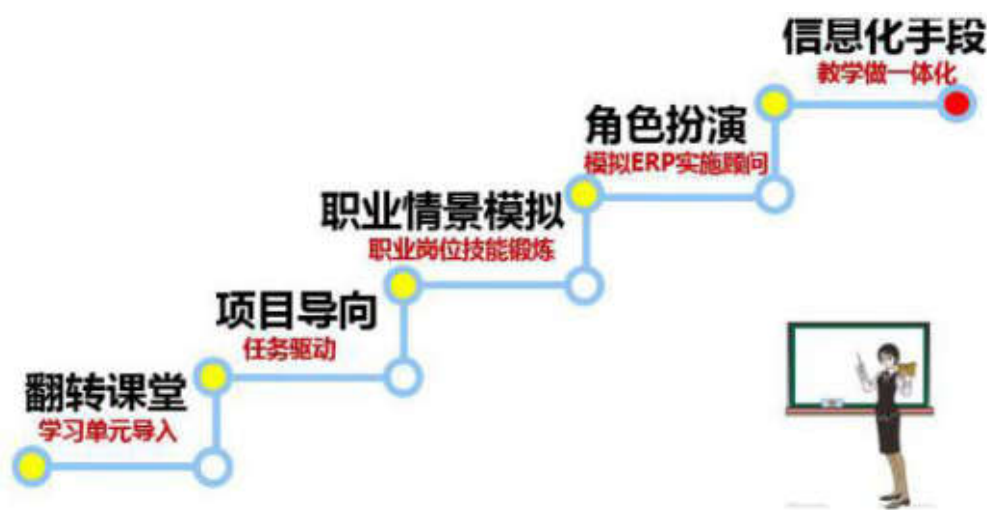 信息化手段
教学做一体化
角色扮演
模拟ERP实施顾问
职业情景模拟
职业岗位技能锻炼
项目导向
任务驱动
翻转课堂
学习单元导入